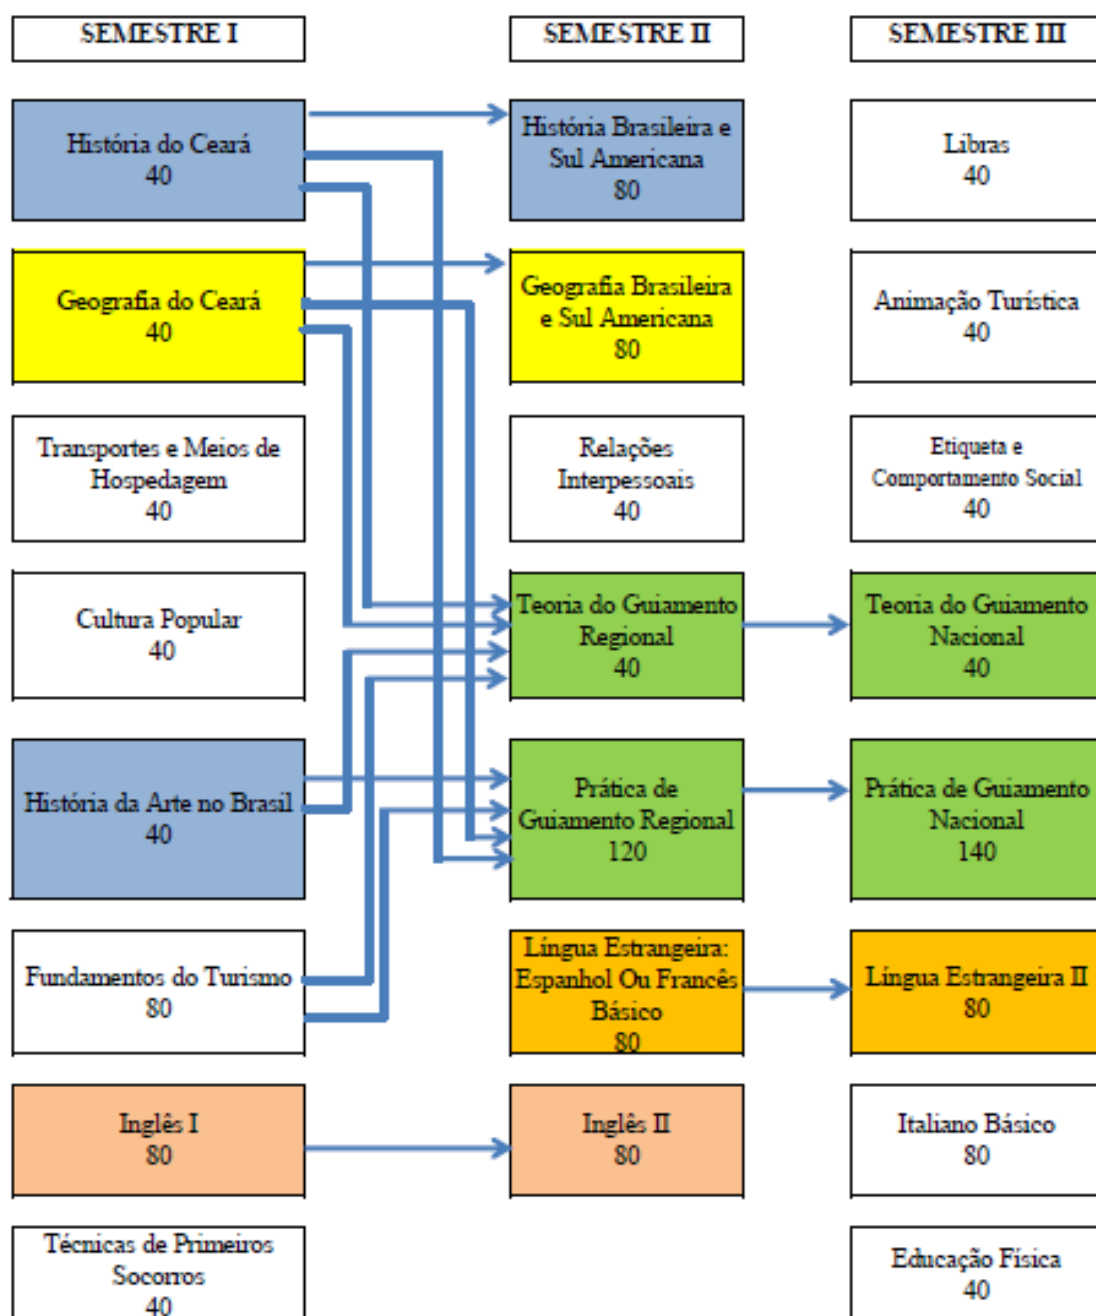 SEMESTRE I
SEMESTRE II
SEMESTRE III
História do Ceará
40
História Brasileira e
Sul Americana
80
Libras
40
Geografia do Ceará
40
Geografia Brasileira
e Sul Americana
80
Animação Turística
40
Transportes e Meios de
Hospedagem
40
Relações
Interpessoais
40
Etiqueta e
Comportamento Social
40
Cultura Popular
40
Teoria do Guiamento
Regional
40
Teoria do Guiamento
Nacional
40
História da Arte no Brasil
40
Prática de
Guiamento Regional
120
Prática de Guiamento
Nacional
140
Fundamentos do Turismo
80
Língua Estrangeira:
Espanhol Ou Francês
Básico
80
Língua Estrangeira II
80
Inglês I
80
Inglês II
80
Italiano Básico
80
Técnicas de Primeiros
Socorros
40
Educação Física
40